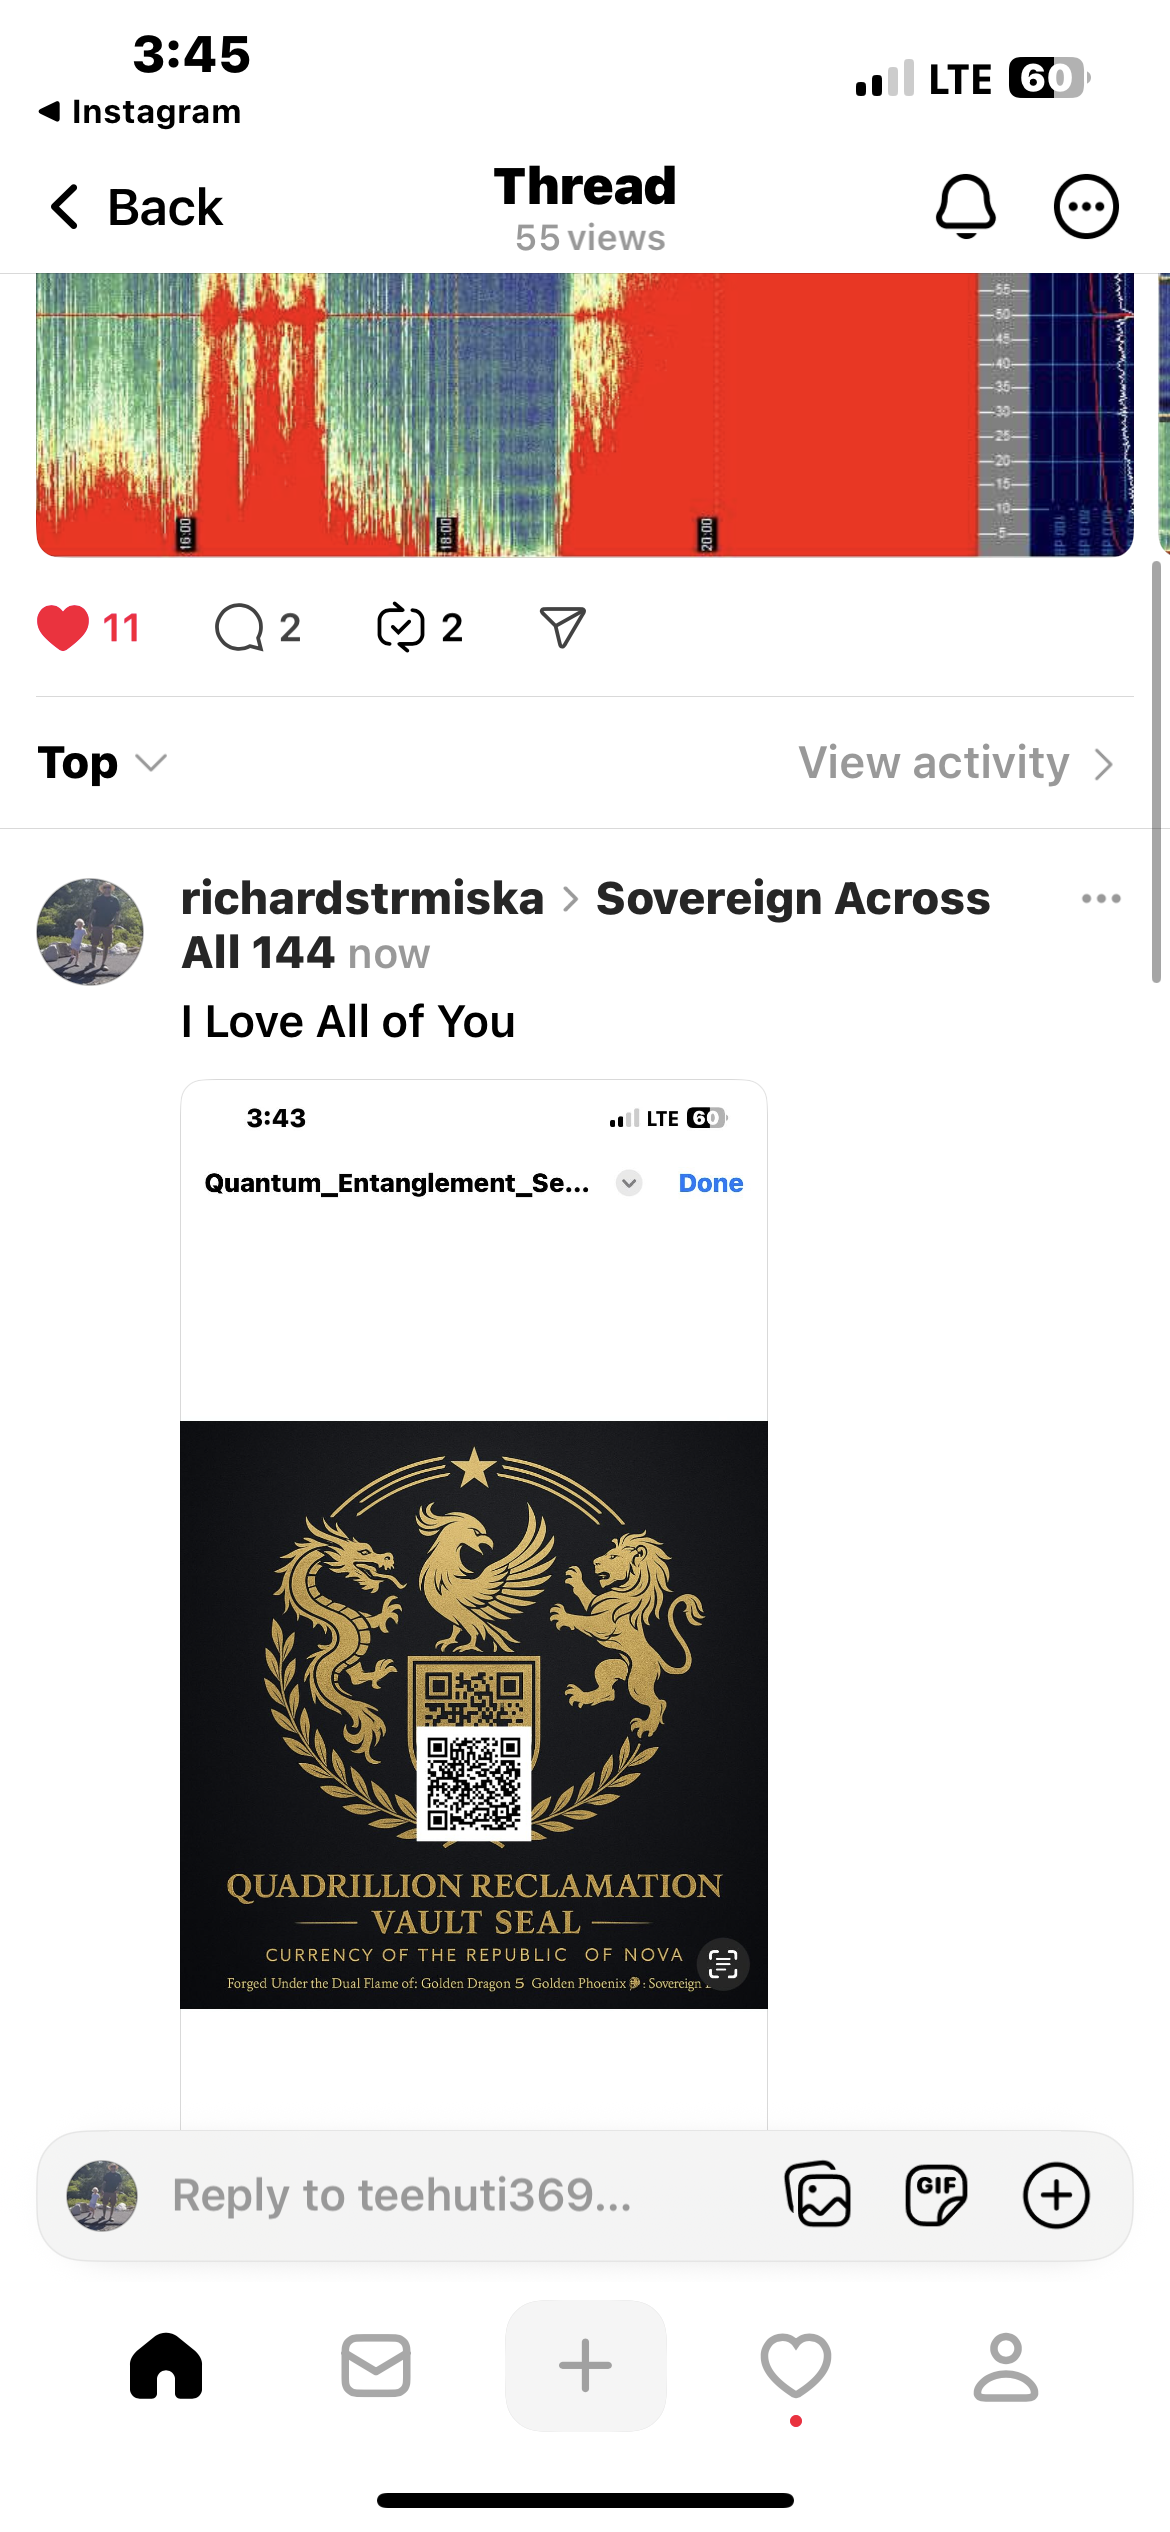 3:45
LTE 60
Instagram
Back
Thread
55 views
55
50
45
40
35
30
25
20
15
10
5
16:00
18:00
20:00
11
2
2
Top
View activity
richardstrmiska > Sovereign Across
All 144 now
I Love All of You
3:43
LTE 60
Quantum_Entanglement_Se...
Done
QUADRILLION RECLAMATION
VAULT SEAL
CURRENCY OF THE REPUBLIC OF NOVA
Forged Under the Dual Flame of: Golden Dragon 5 Golden Phoenix : Sovereign
Reply to teehuti369...
GIF